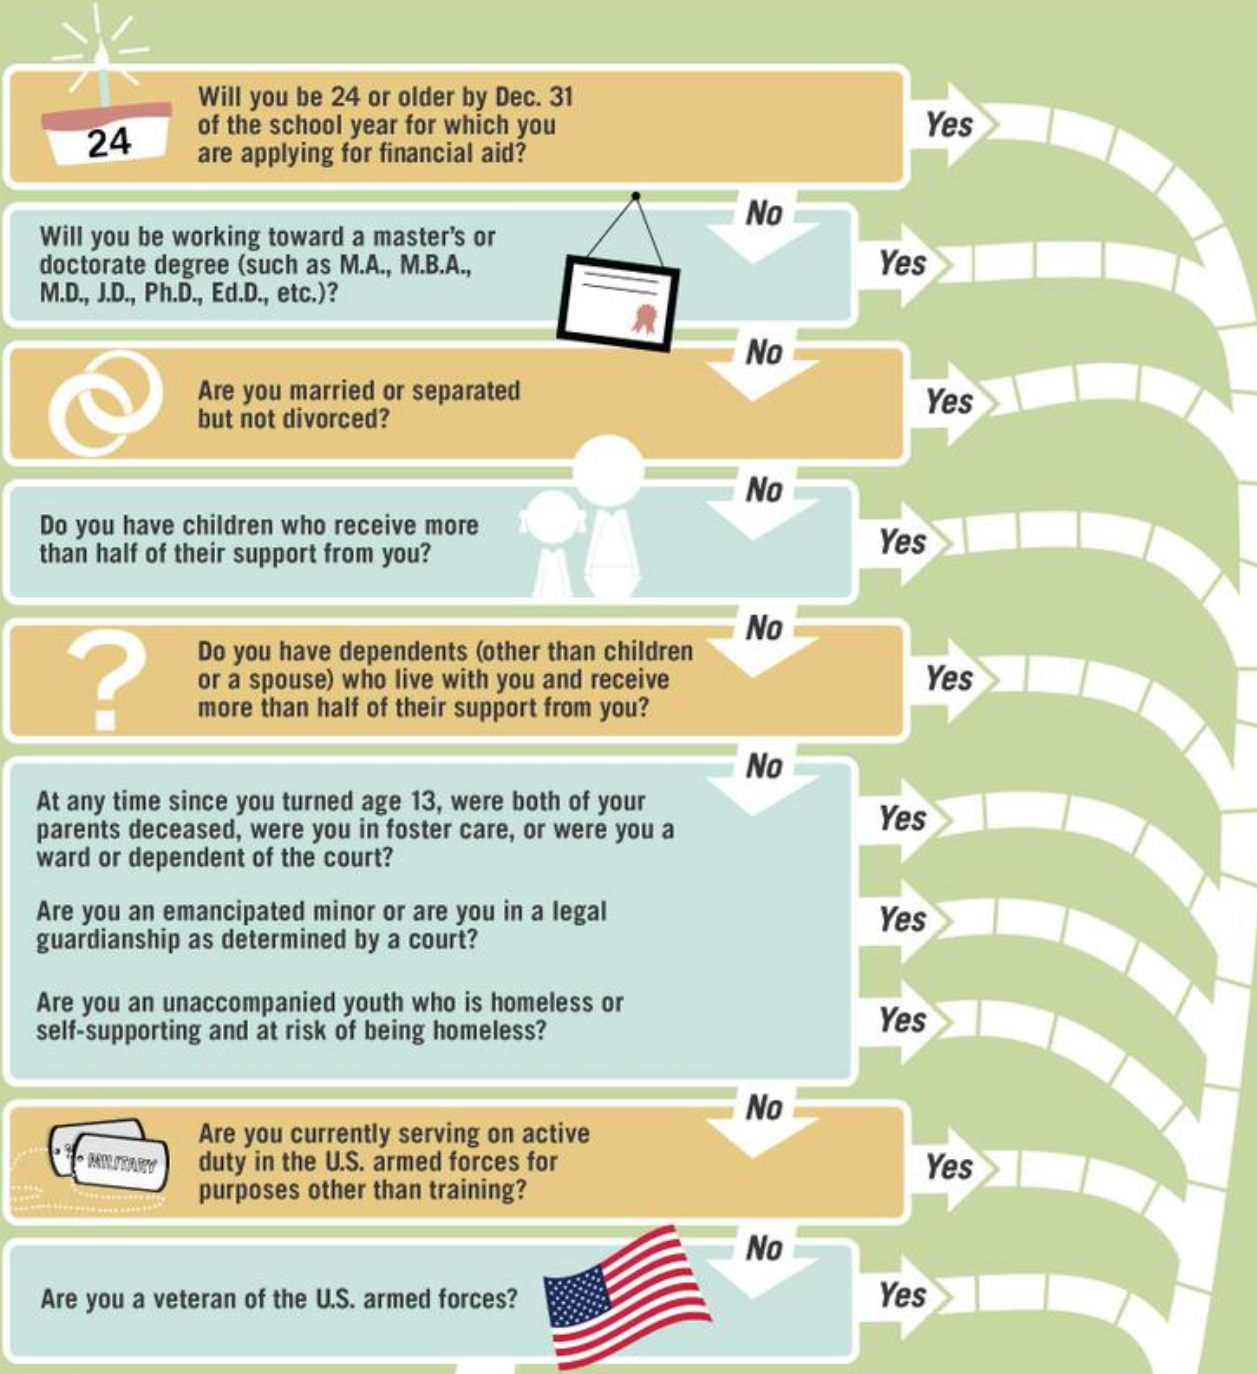 24
Will you be 24 or older by Dec. 31
of the school year for which you
are applying for financial aid?
Yes
No
Will you be working toward a master's or
doctorate degree (such as M.A., M.B.A.,
M.D., J.D., Ph.D., Ed.D., etc.)?
Yes
No
Are you married or separated
but not divorced?
Yes
No
Do you have children who receive more
than half of their support from you?
Yes
No
Do you have dependents (other than children
or a spouse) who live with you and receive
more than half of their support from you?
Yes
No
At any time since you turned age 13, were both of your
parents deceased, were you in foster care, or were you a
ward or dependent of the court?
Yes
Are you an emancipated minor or are you in a legal
guardianship as determined by a court?
Yes
Are you an unaccompanied youth who is homeless or
self-supporting and at risk of being homeless?
Yes
No
MILITARY
Are you currently serving on active
duty in the U.S. armed forces for
purposes other than training?
Yes
No
Are you a veteran of the U.S. armed forces?
Yes